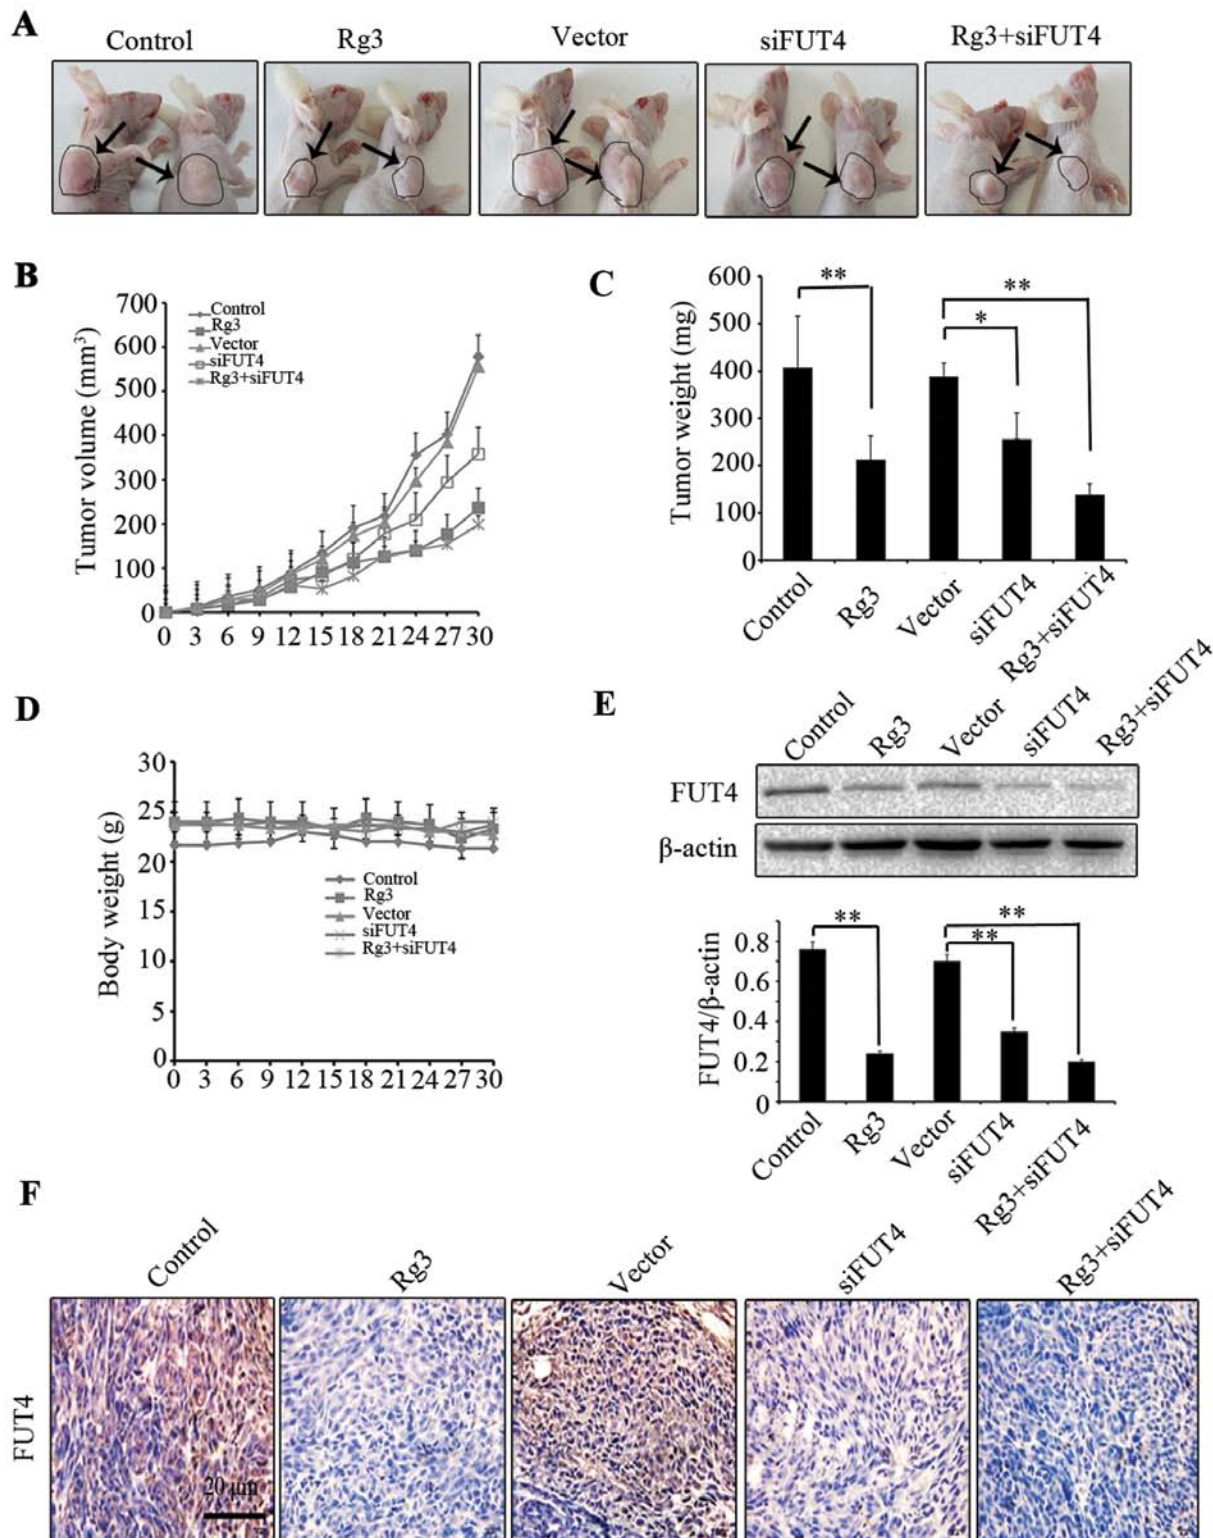 A
Control
Rg3
Vector
siFUT4
Rg3+siFUT4
B
Tumor volume (mm³)
700
600
500
400
300
200
100
0
Control
Rg3
Vector
siFUT4
Rg3+siFUT4
0 3 6 9 12 15 18 21 24 27 30
C
Tumor weight (mg)
600
500
400
300
200
100
0
**
**
*
Control
Rg3
Vector
siFUT4
Rg3+siFUT4
D
Body weight (g)
30
25
20
15
10
5
0
Control
Rg3
Vector
siFUT4
Rg3+siFUT4
0 3 6 9 12 15 18 21 24 27 30
E
Control
Rg3
Vector
siFUT4
Rg3+siFUT4
FUT4
β-actin
FUT4/β-actin
0.8
0.6
0.4
0.2
0
**
**
**
Control
Rg3
Vector
siFUT4
Rg3+siFUT4
F
Control
Rg3
Vector
siFUT4
Rg3+siFUT4
FUT4
20 μm